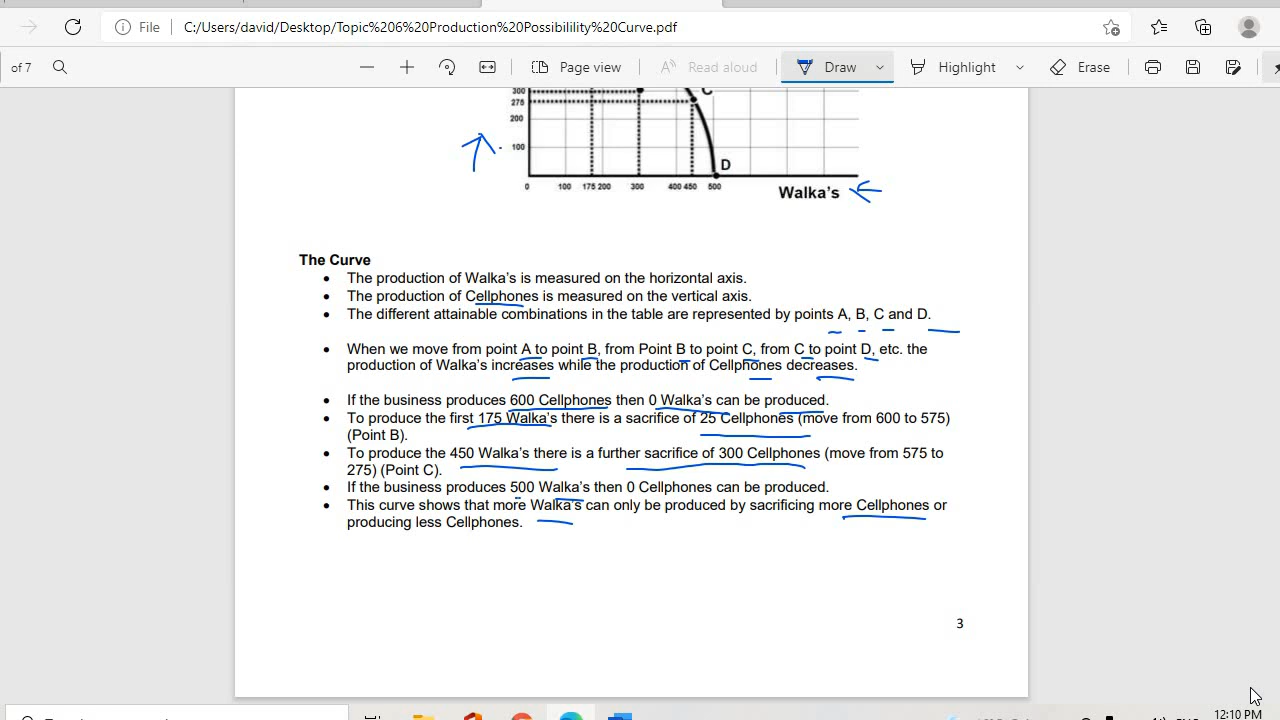 File
C:/Users/david/Desktop/Topic%206%20Production%20Possibilility%20Curve.pdf
of 7
Page view
Read aloud
Draw
Highlight
Erase
300
275
200
100
C
D
0 100 175 200 300 400 450 500
Walka's
The Curve
• The production of Walka's is measured on the horizontal axis.
• The production of Cellphones is measured on the vertical axis.
• The different attainable combinations in the table are represented by points A, B, C and D.
• When we move from point A to point B, from Point B to point C, from C to point D, etc. the
production of Walka's increases while the production of Cellphones decreases.
• If the business produces 600 Cellphones then 0 Walka's can be produced.
• To produce the first 175 Walka's there is a sacrifice of 25 Cellphones (move from 600 to 575)
(Point B).
• To produce the 450 Walka's there is a further sacrifice of 300 Cellphones (move from 575 to
275) (Point C).
• If the business produces 500 Walka's then 0 Cellphones can be produced.
• This curve shows that more Walka's can only be produced by sacrificing more Cellphones or
producing less Cellphones.
3
12:10 PM